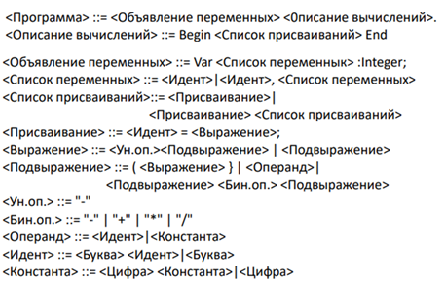 <Программа> ::= <Объявление переменных> <Описание вычислений>.
<Описание вычислений> ::= Begin <Список присваиваний> End
<Объявление переменных> ::= Var <Список переменных> :Integer;
<Список переменных> ::= <Идент>|<Идент>, <Список переменных>
<Список присваиваний>::= <Присваивание>|
<Присваивание> <Список присваиваний>
<Присваивание> ::= <Идент> = <Выражение>;
<Выражение> ::= <Ун.оп.><Подвыражение> | <Подвыражение>
<Подвыражение> ::= ( <Выражение> ) | <Операнд>|
<Подвыражение> <Бин.оп.> <Подвыражение>
<Ун.оп.> ::= "-"
<Бин.оп.> ::= "-" | "+" | "*" | "/"
<Операнд> ::= <Идент>|<Константа>
<Идент> ::= <Буква> <Идент>|<Буква>
<Константа> ::= <Цифра> <Константа>|<Цифра>